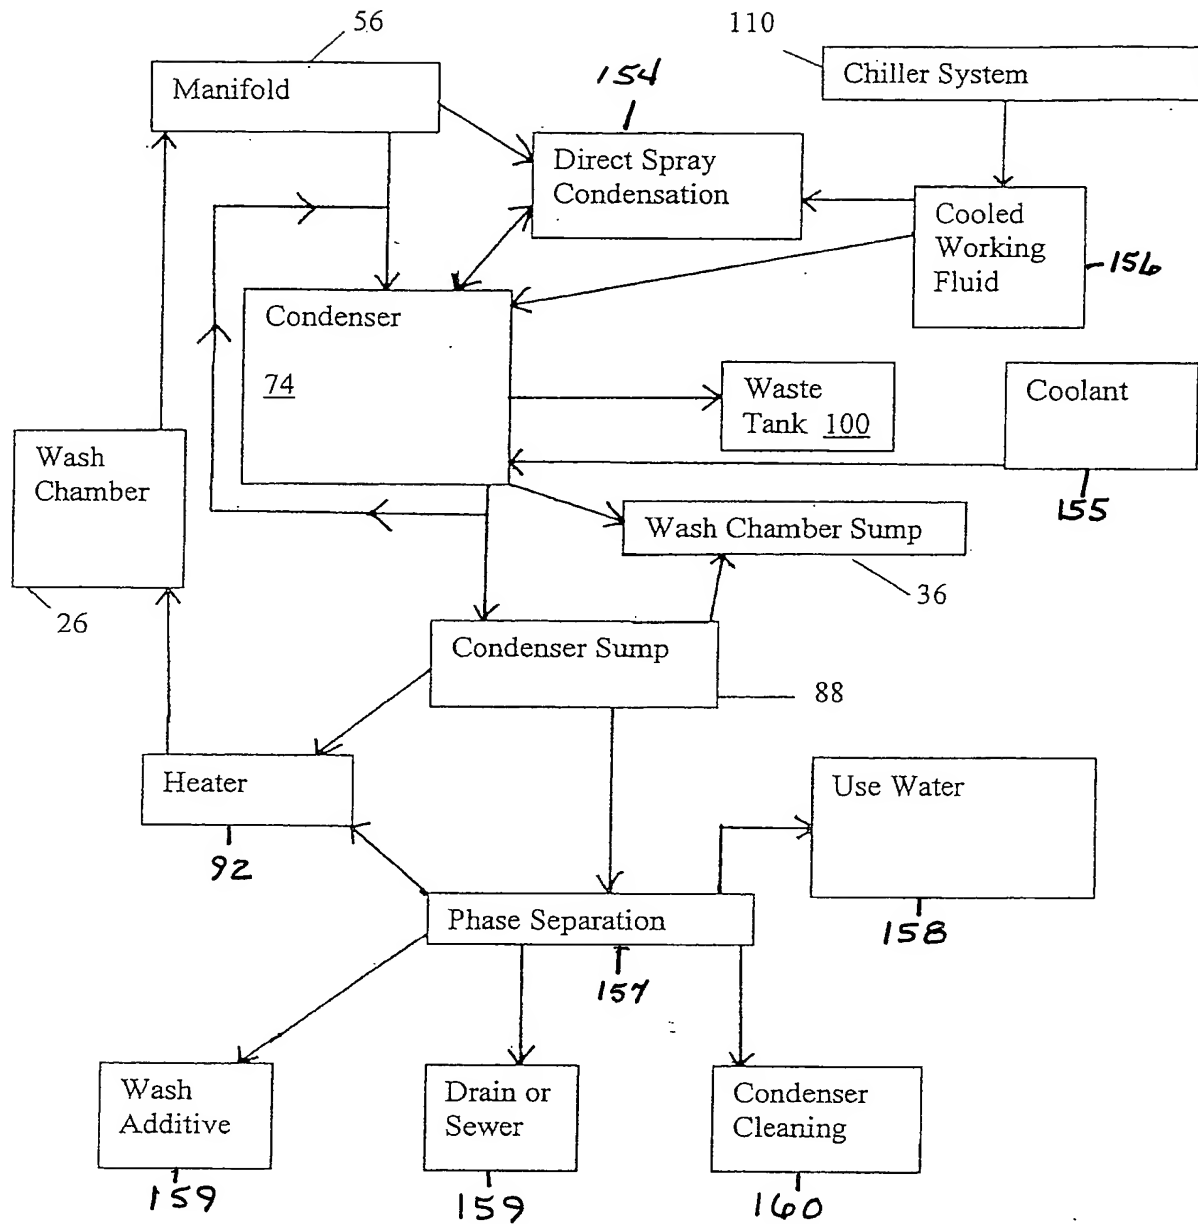 56
110
Manifold
154
Chiller System
Direct Spray
Condensation
Cooled
Working
Fluid
156
Condenser
74
Waste
Tank 100
Coolant
155
Wash
Chamber
26
Wash Chamber Sump
36
Condenser Sump
88
Heater
92
Use Water
158
Phase Separation
157
Wash
Additive
159
Drain or
Sewer
159
Condenser
Cleaning
160